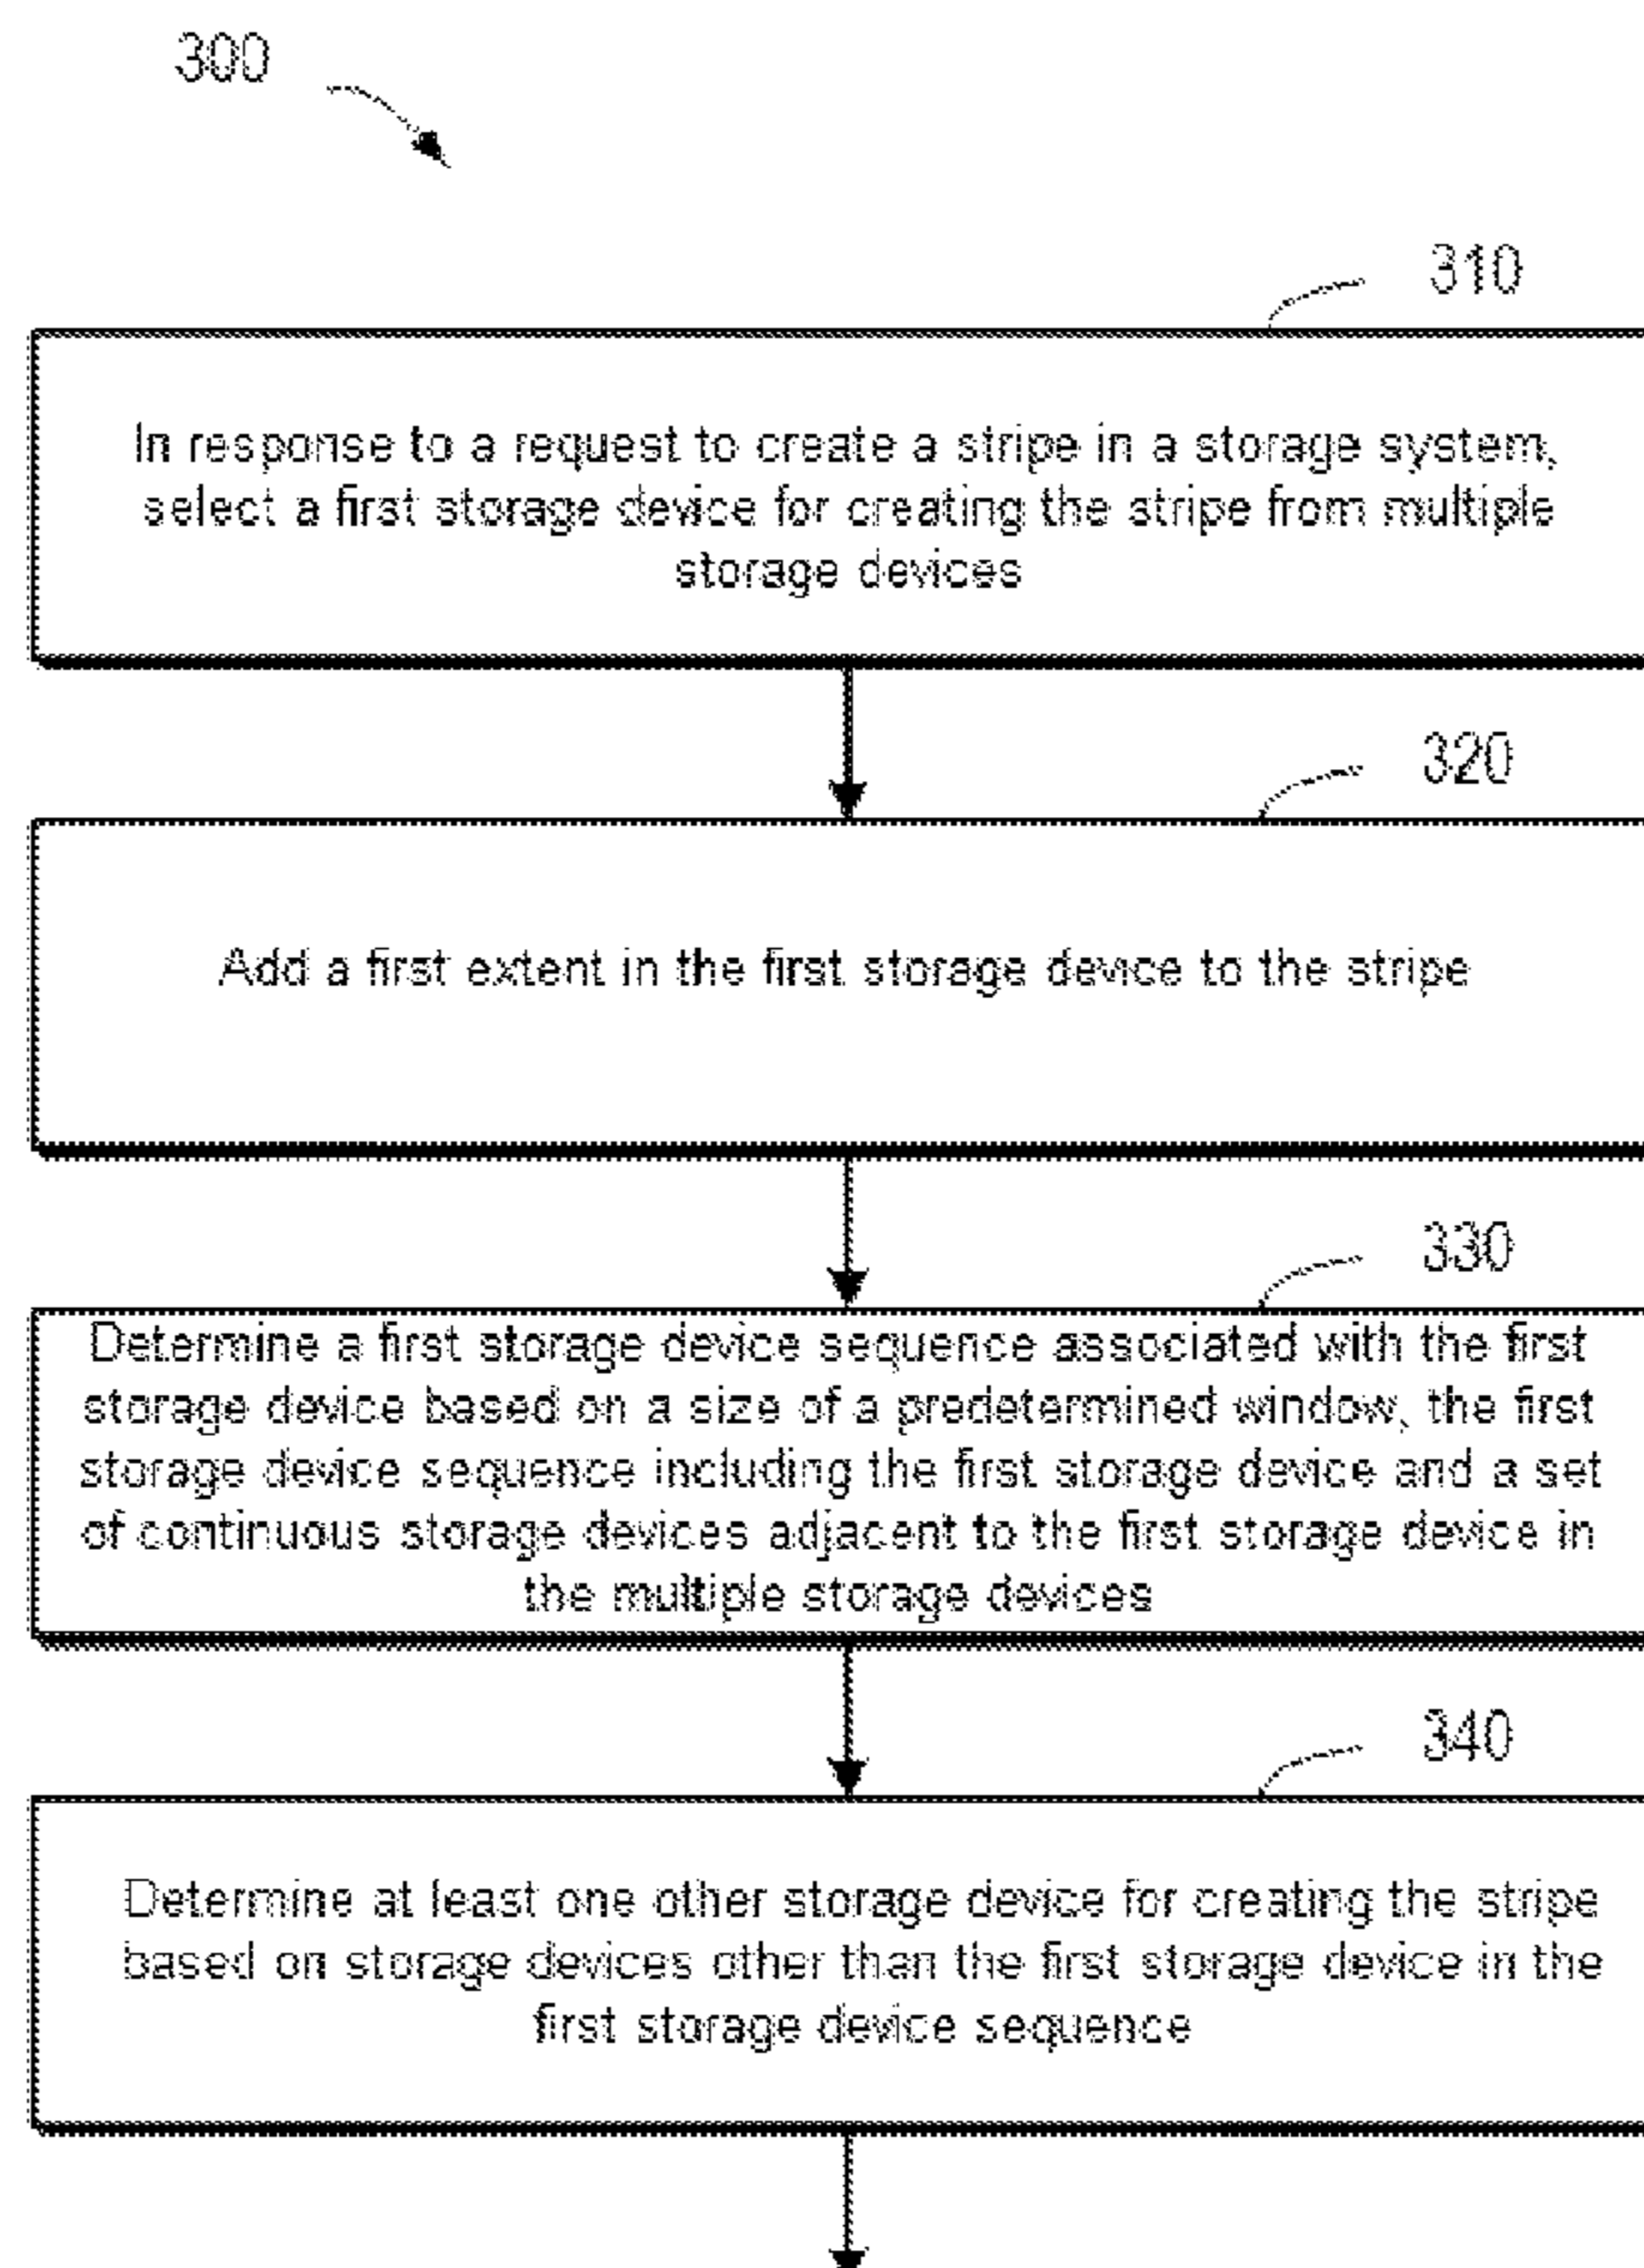 300
310
In response to a request to create a stripe in a storage system,
select a first storage device for creating the stripe from multiple
storage devices
320
Add a first extent in the first storage device to the stripe
330
Determine a first storage device sequence associated with the first
storage device based on a size of a predetermined window, the first
storage device sequence including the first storage device and a set
of continuous storage devices adjacent to the first storage device in
the multiple storage devices
340
Determine at least one other storage device for creating the stripe
based on storage devices other than the first storage device in the
first storage device sequence